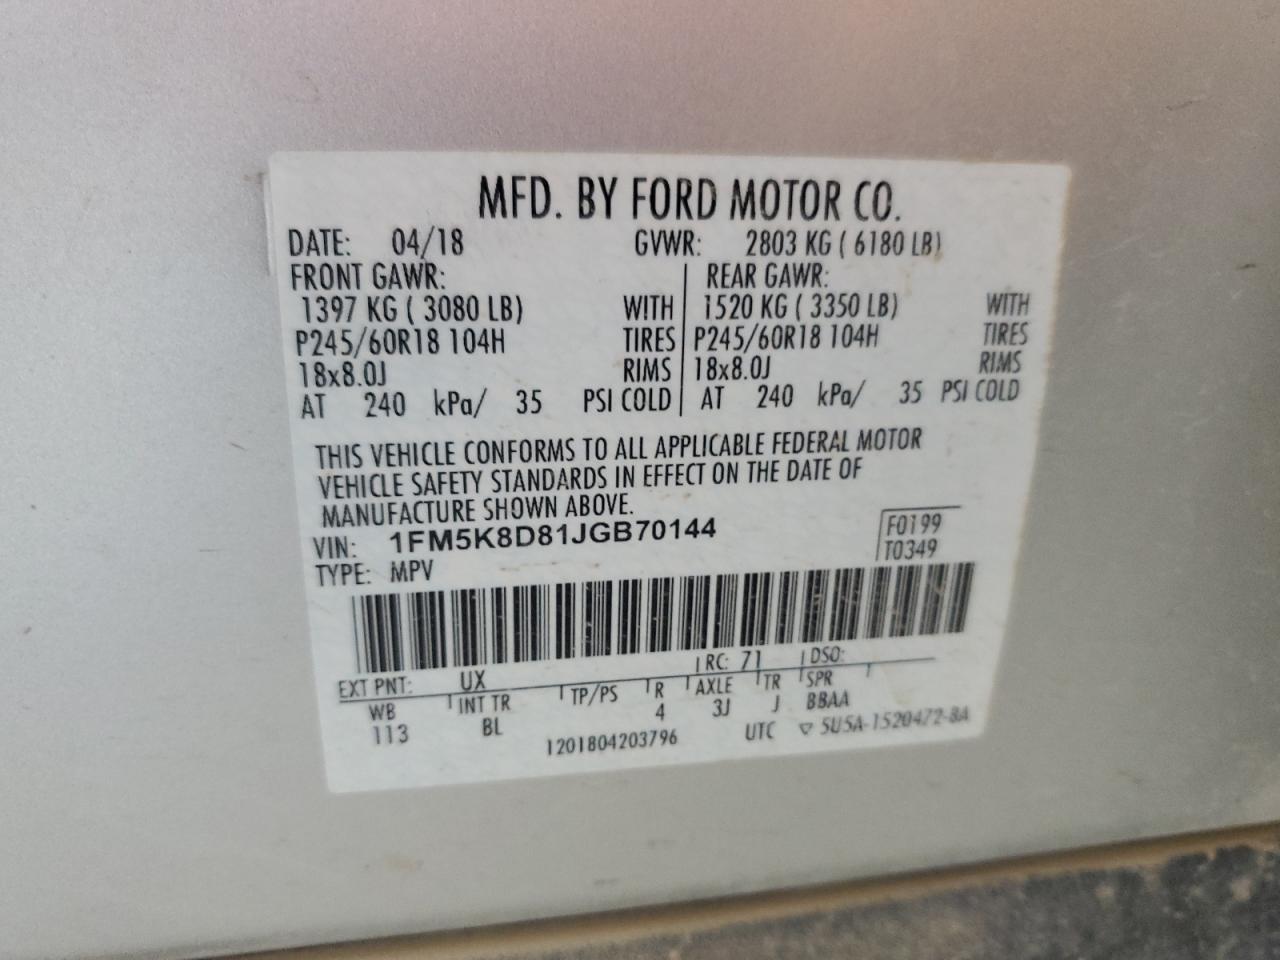 MFD. BY FORD MOTOR CO.
DATE: 04/18 GVWR: 2803 KG ( 6180 LB)
FRONT GAWR: REAR GAWR:
1397 KG ( 3080 LB) WITH 1520 KG ( 3350 LB) WITH
P245/60R18 104H TIRES P245/60R18 104H TIRES
18x8.0J RIMS 18x8.0J RIMS
AT 240 kPa/ 35 PSI COLD AT 240 kPa/ 35 PSI COLD
THIS VEHICLE CONFORMS TO ALL APPLICABLE FEDERAL MOTOR
VEHICLE SAFETY STANDARDS IN EFFECT ON THE DATE OF
MANUFACTURE SHOWN ABOVE.
VIN: 1FM5K8D81JGB70144 F0199
TYPE: MPV T0349
EXT PNT: UX RC: 71 DSO:
WB INT TR TP/PS R AXLE TR SPR
113 BL 4 3J J BBAA
1201804203796 UTC ▽ 5U5A-1520472-BA